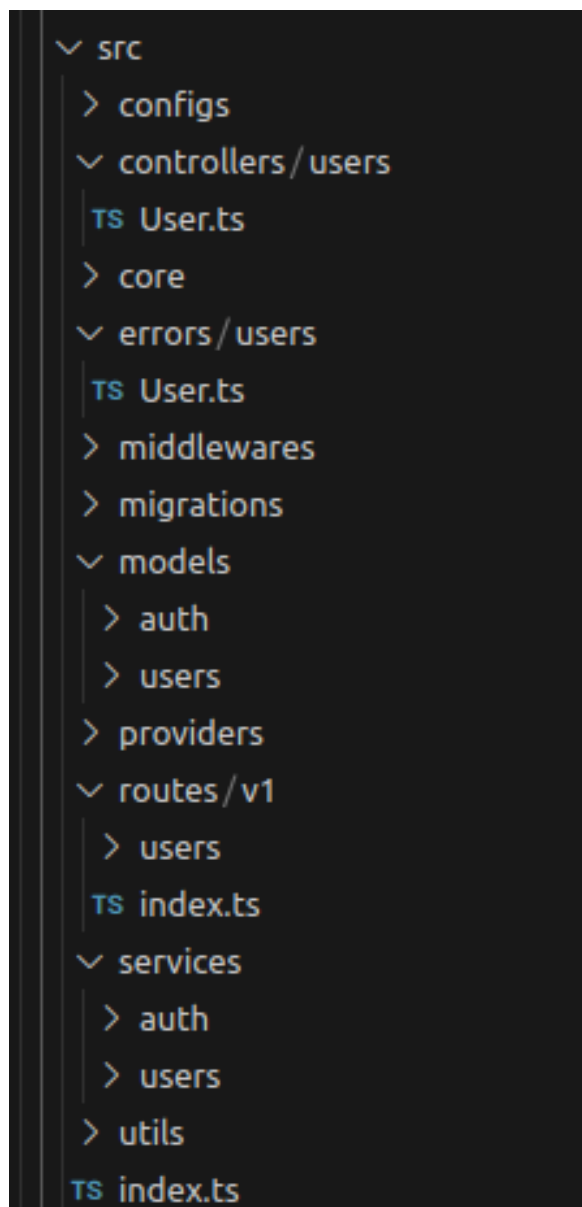 src
configs
controllers/users
TS User.ts
core
errors/users
TS User.ts
middlewares
migrations
models
auth
users
providers
routes/v1
users
TS index.ts
services
auth
users
utils
TS index.ts